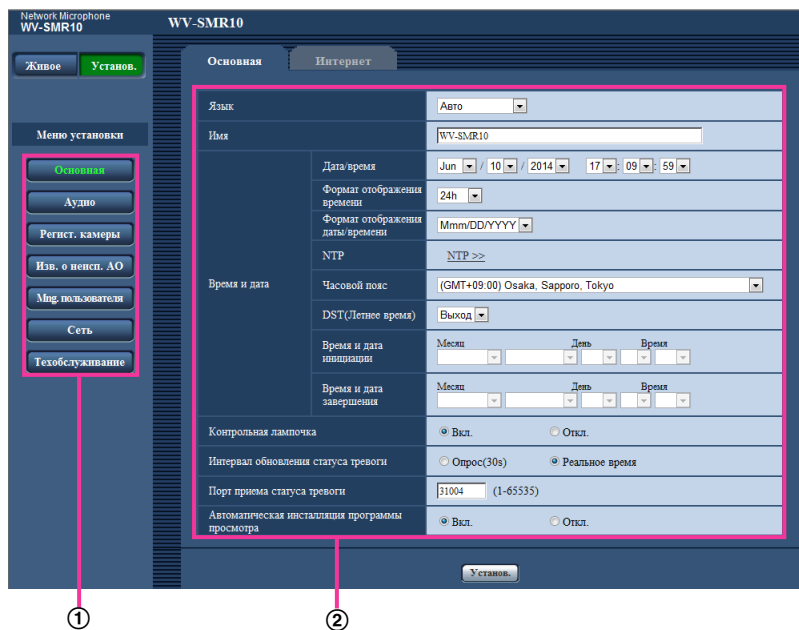 Network Microphone
WV-SMR10
WV-SMR10
Живое
Установ.
Меню установки
Основная
Аудио
Регист. камеры
Изв. о неисп. АО
Mng. пользователя
Сеть
Техобслуживание
Основная
Интернет
Язык
Авто
Имя
WV-SMR10
Время и дата
Дата/время
Jun / 10 / 2014 17 : 09 : 59
Формат отображения
времени
24h
Формат отображения
даты/времени
Mmm/DD/YYYY
NTP
NTP >>
Часовой пояс
(GMT+09:00) Osaka, Sapporo, Tokyo
DST(Летнее время)
Выход
Время и дата
инициации
Месяц День Время
Время и дата
завершения
Месяц День Время
Контрольная лампочка
Вкл. Откл.
Интервал обновления статуса тревоги
Опрос(30s) Реальное время
Порт приема статуса тревоги
31004 (1-65535)
Автоматическая инсталляция программы
просмотра
Вкл. Откл.
Установ.
① ②